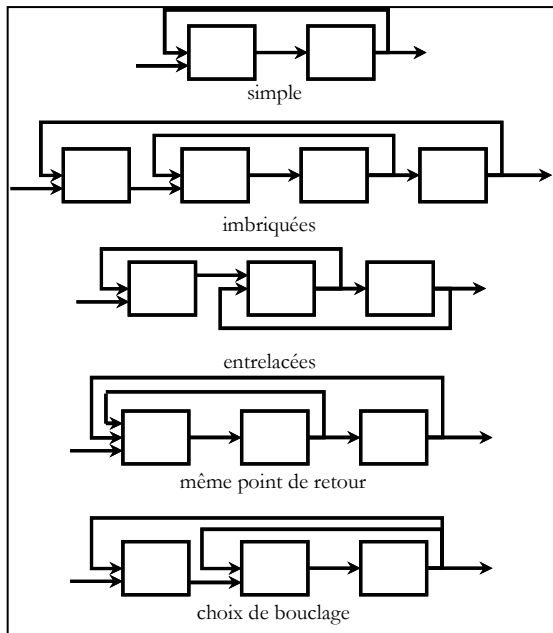 simple
imbriquées
entrelacées
même point de retour
choix de bouclage